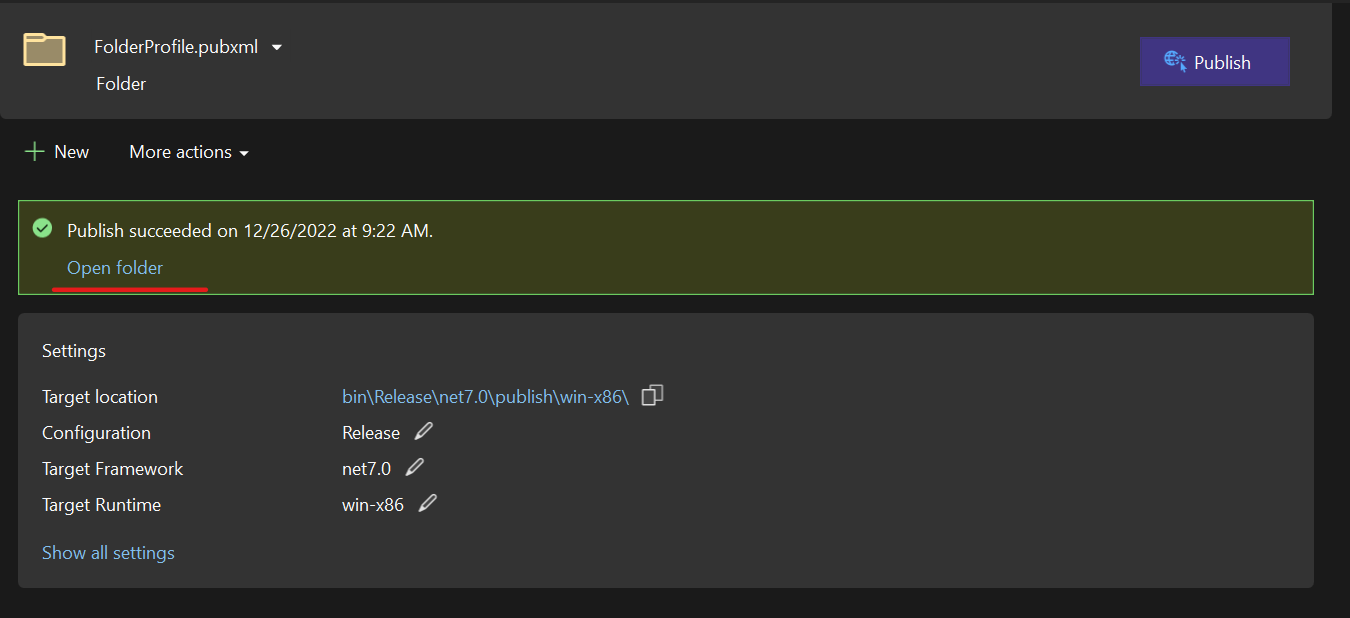 FolderProfile.pubxml
Folder
Publish
New More actions
Publish succeeded on 12/26/2022 at 9:22 AM.
Open folder
Settings
Target location bin\Release\net7.0\publish\win-x86\
Configuration Release
Target Framework net7.0
Target Runtime win-x86
Show all settings